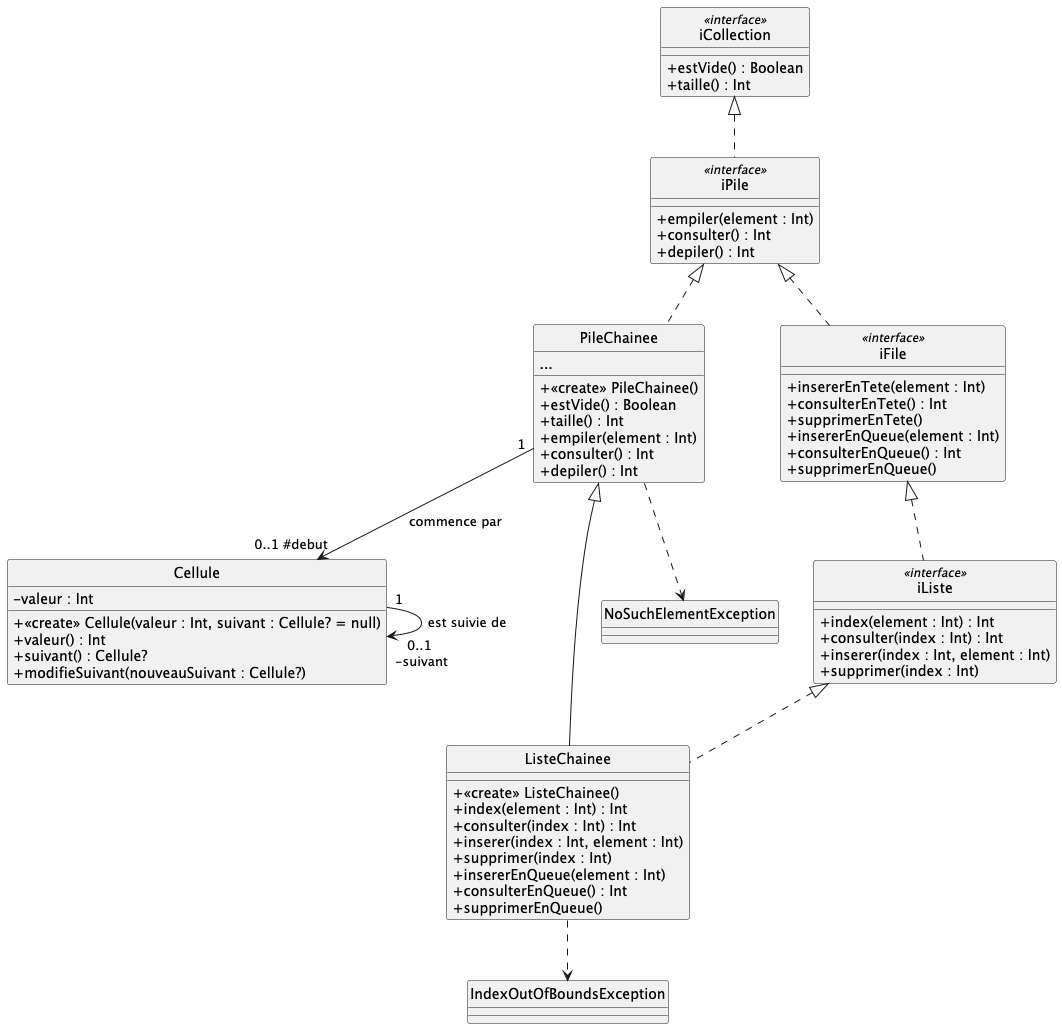 «interface»
iCollection
+estVide() : Boolean
+taille() : Int
«interface»
iPile
+empiler(element : Int)
+consulter() : Int
+depiler() : Int
PileChainee
...
+«create» PileChainee()
+estVide() : Boolean
+taille() : Int
+empiler(element : Int)
+consulter() : Int
+depiler() : Int
«interface»
iFile
+insererEnTete(element : Int)
+consulterEnTete() : Int
+supprimerEnTete()
+insererEnQueue(element : Int)
+consulterEnQueue() : Int
+supprimerEnQueue()
1
commence par
0..1 #debut
Cellule
-valeur : Int
+«create» Cellule(valeur : Int, suivant : Cellule? = null)
+valeur() : Int
+suivant() : Cellule?
+modifieSuivant(nouveauSuivant : Cellule?)
1
est suivie de
0..1
-suivant
NoSuchElementException
«interface»
iListe
+index(element : Int) : Int
+consulter(index : Int) : Int
+inserer(index : Int, element : Int)
+supprimer(index : Int)
ListeChainee
+«create» ListeChainee()
+index(element : Int) : Int
+consulter(index : Int) : Int
+inserer(index : Int, element : Int)
+supprimer(index : Int)
+insererEnQueue(element : Int)
+consulterEnQueue() : Int
+supprimerEnQueue()
IndexOutOfBoundsException